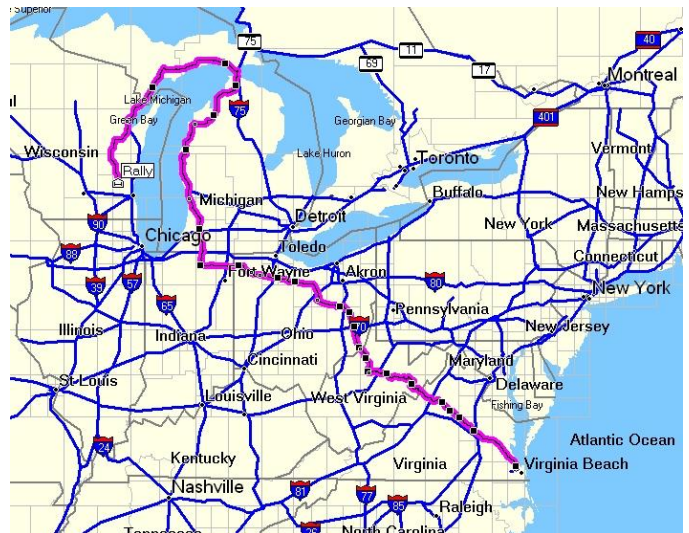 e Superior
75
11
69
17
40
Montreal
401
Lake Michigan
Green Bay
75
Georgian Bay
Lake Huron
Wisconsin
Rally
Toronto
Vermont
Michigan
Buffalo
New Hamps
90
Detroit
New York
Massachusetts
Chicago
88
Toledo
Connecticut
Fort-Wayne
Akron
80
39
57
New York
65
Pennsylvania
Illinois
70
New Jersey
Indiana
Ohio
Maryland
Cincinnati
St Louis
Delaware
Louisville
West Virginia
Fishing Bay
24
Atlantic Ocean
Kentucky
Virginia
Virginia Beach
Nashville
81
77
85
Raleigh
Tennessee
North Carolina